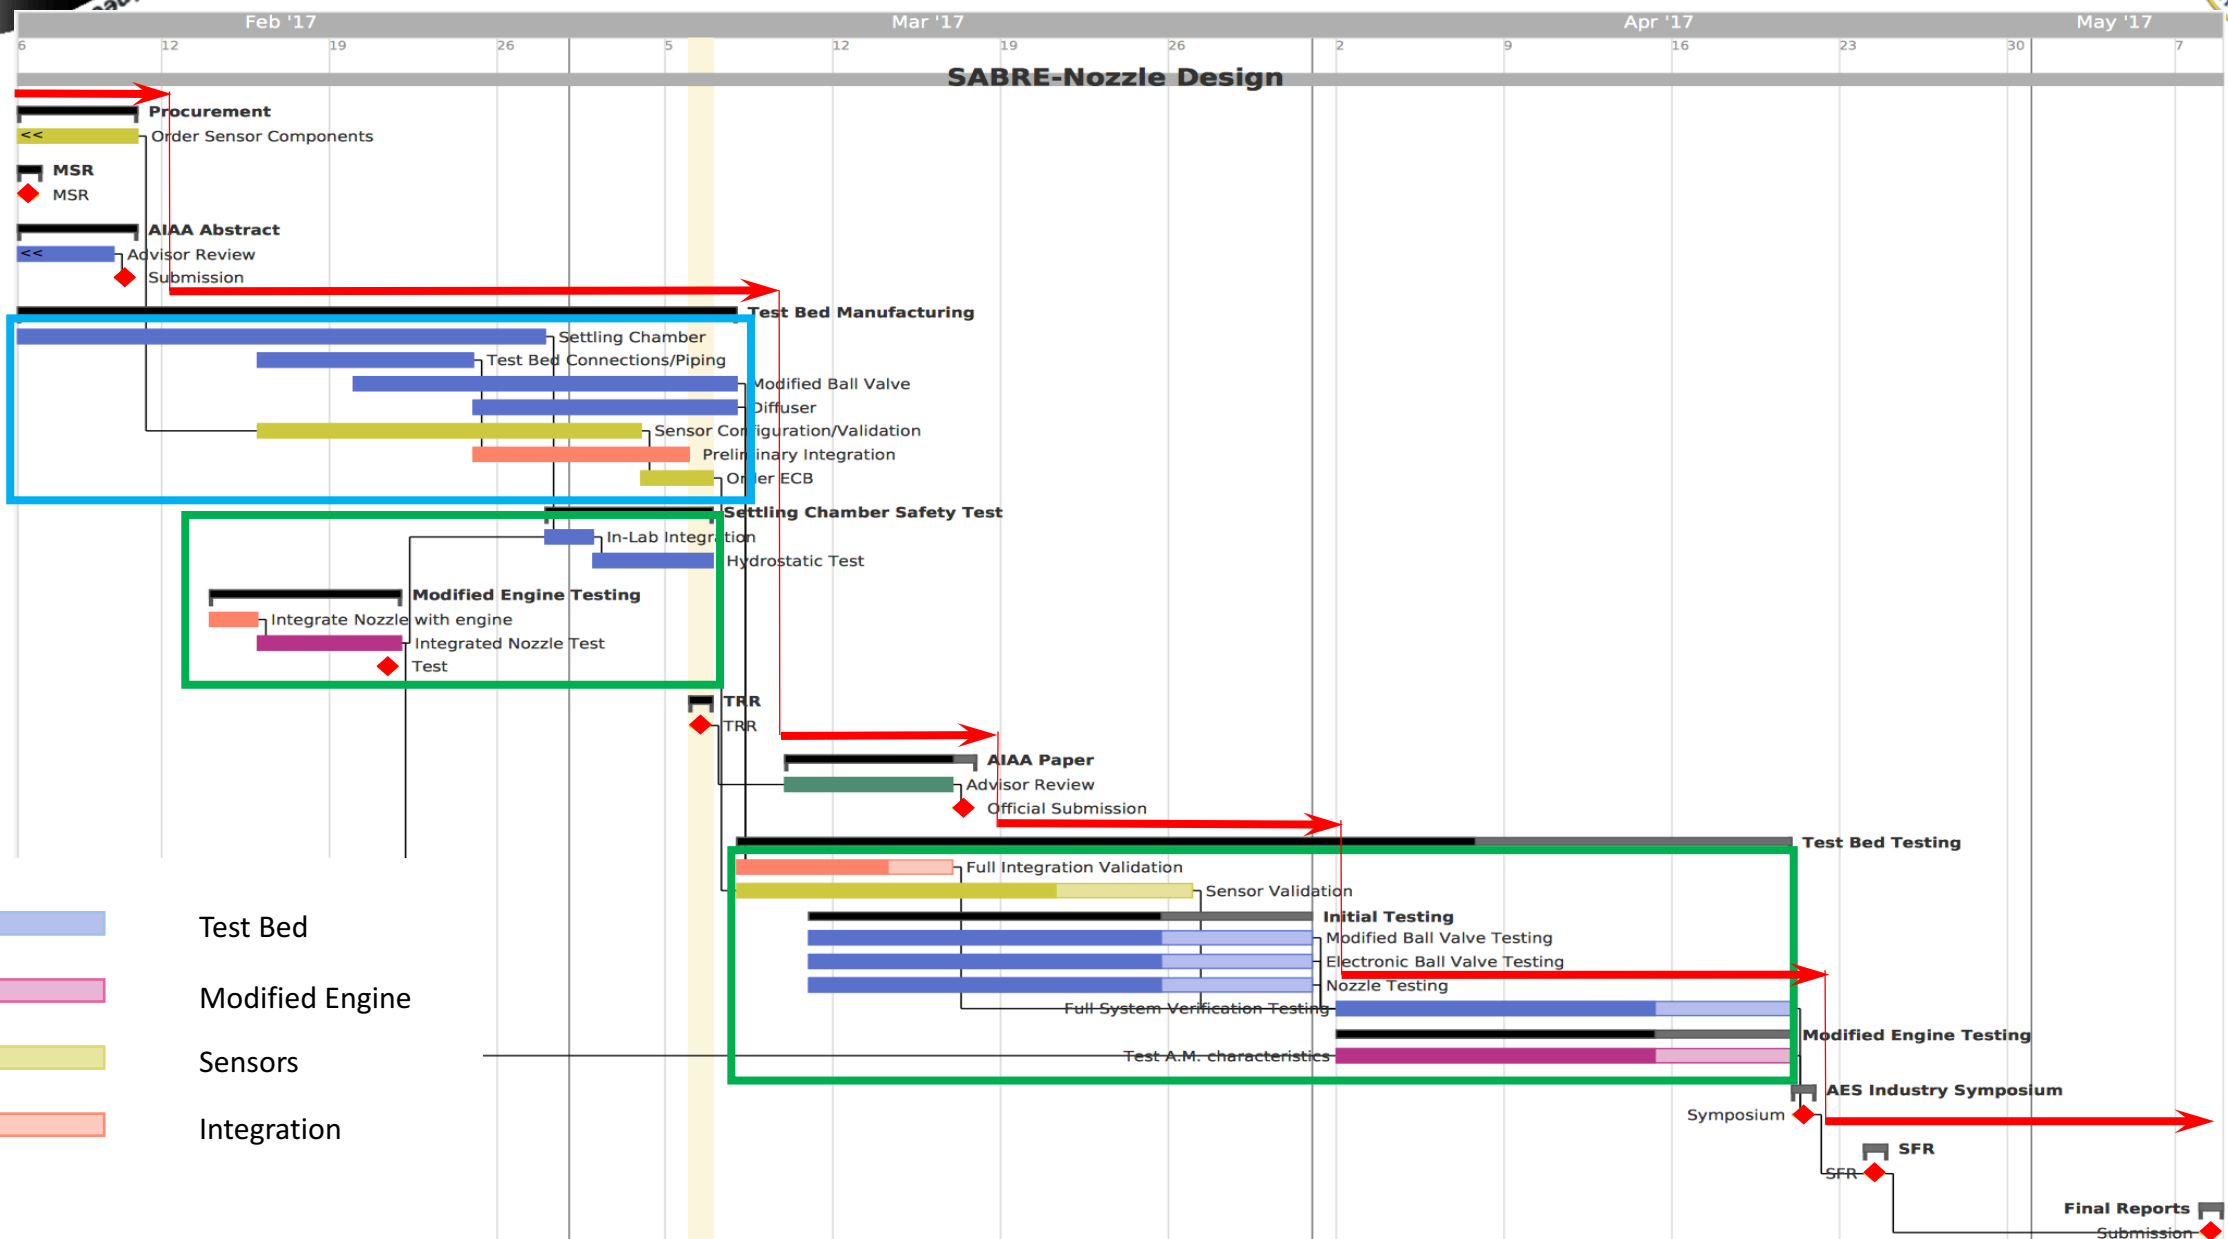 Feb '17 Mar '17 Apr '17 May '17
6 12 19 26 5 12 19 26 2 9 16 23 30 7
SABRE-Nozzle Design
Procurement
<< Order Sensor Components
MSR
MSR
AIAA Abstract
<< Advisor Review
Submission
Test Bed Manufacturing
Settling Chamber
Test Bed Connections/Piping
Modified Ball Valve
Diffuser
Sensor Configuration/Validation
Preliminary Integration
Order ECB
Settling Chamber Safety Test
In-Lab Integration
Hydrostatic Test
Modified Engine Testing
Integrate Nozzle with engine
Integrated Nozzle Test
Test
TRR
TRR
AIAA Paper
Advisor Review
Official Submission
Test Bed Testing
Full Integration Validation
Sensor Validation
Initial Testing
Modified Ball Valve Testing
Electronic Ball Valve Testing
Nozzle Testing
Full System Verification Testing
Modified Engine Testing
Test A.M. characteristics
AES Industry Symposium
Symposium
SFR
SFR
Final Reports
Submission
Test Bed
Modified Engine
Sensors
Integration